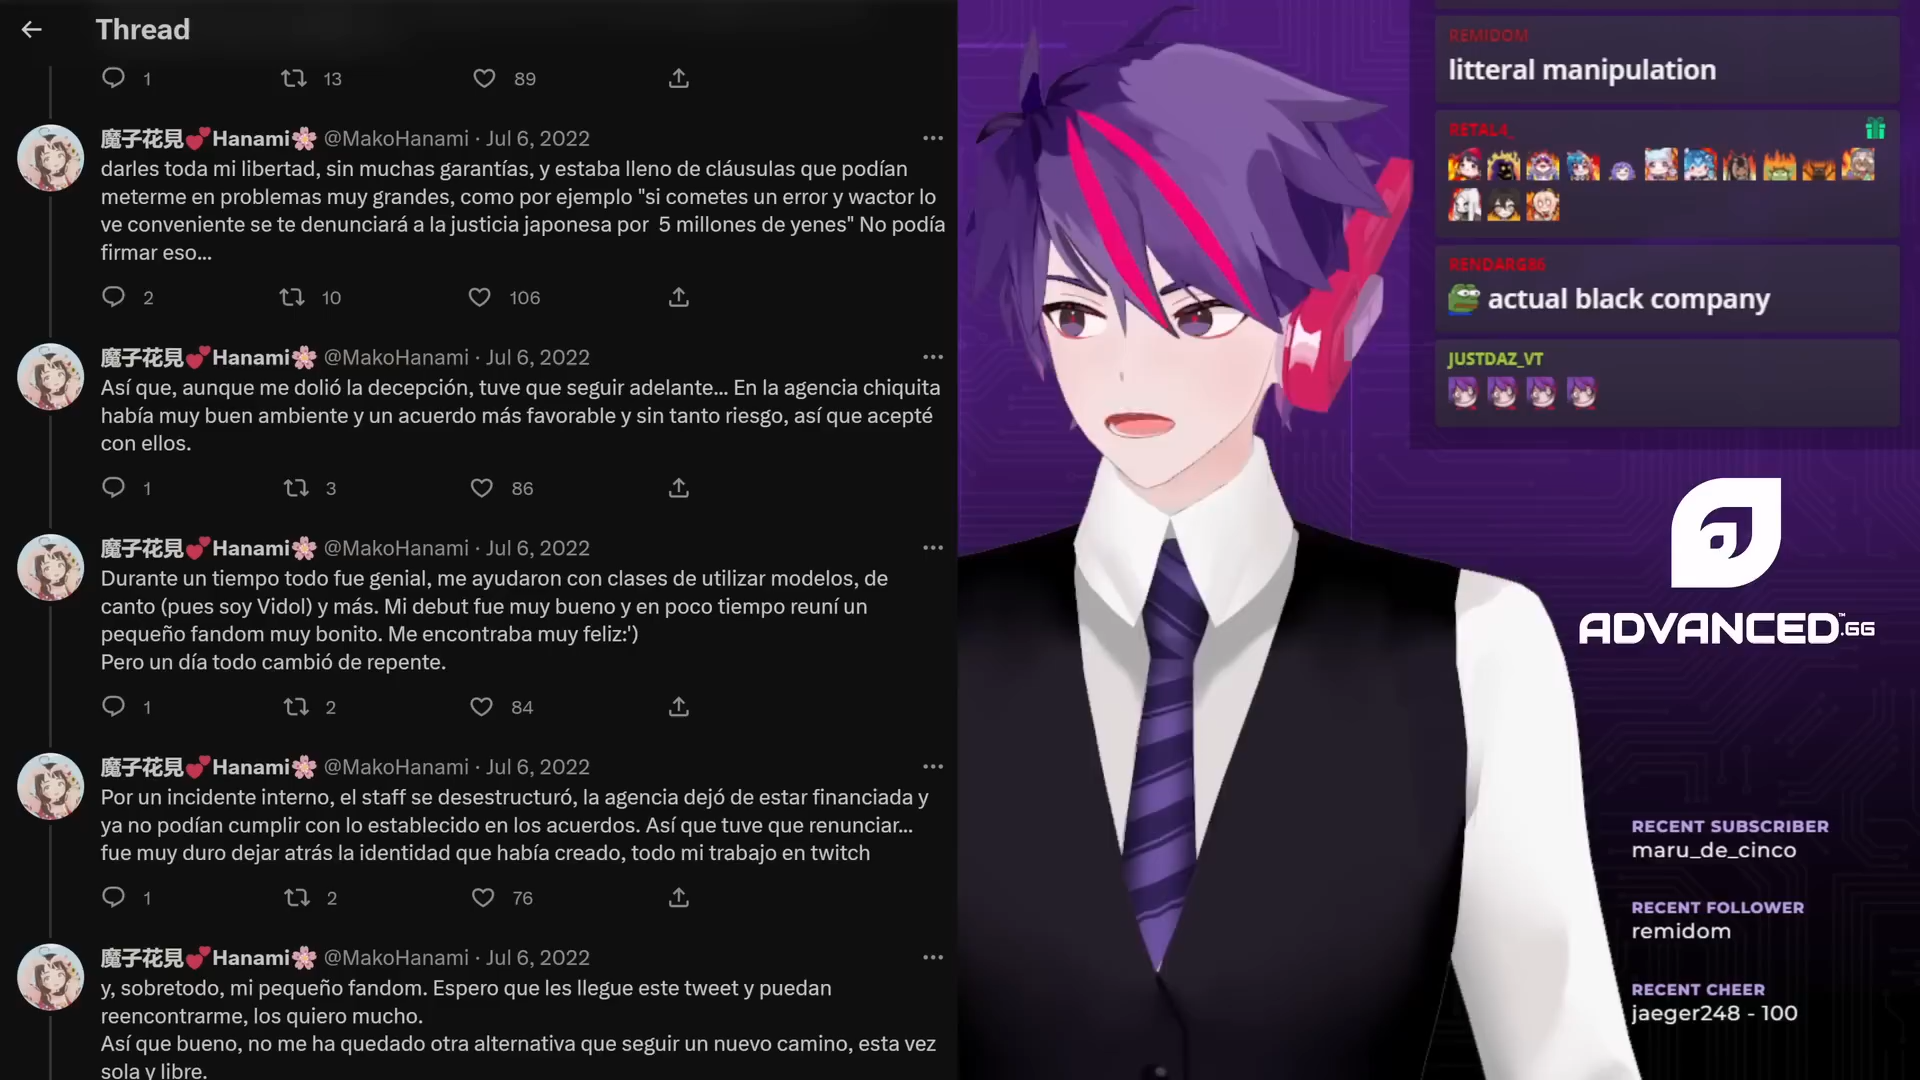 Thread
1 13 89
魔子花見💕Hanami🌸 @MakoHanami · Jul 6, 2022
darles toda mi libertad, sin muchas garantías, y estaba lleno de cláusulas que podían
meterme en problemas muy grandes, como por ejemplo "si cometes un error y wactor lo
ve conveniente se te denunciará a la justicia japonesa por 5 millones de yenes" No podía
firmar eso...
2 10 106
魔子花見💕Hanami🌸 @MakoHanami · Jul 6, 2022
Así que, aunque me dolió la decepción, tuve que seguir adelante... En la agencia chiquita
había muy buen ambiente y un acuerdo más favorable y sin tanto riesgo, así que acepté
con ellos.
1 3 86
魔子花見💕Hanami🌸 @MakoHanami · Jul 6, 2022
Durante un tiempo todo fue genial, me ayudaron con clases de utilizar modelos, de
canto (pues soy Vidol) y más. Mi debut fue muy bueno y en poco tiempo reuní un
pequeño fandom muy bonito. Me encontraba muy feliz:')
Pero un día todo cambió de repente.
1 2 84
魔子花見💕Hanami🌸 @MakoHanami · Jul 6, 2022
Por un incidente interno, el staff se desestructuró, la agencia dejó de estar financiada y
ya no podían cumplir con lo establecido en los acuerdos. Así que tuve que renunciar...
fue muy duro dejar atrás la identidad que había creado, todo mi trabajo en twitch
1 2 76
魔子花見💕Hanami🌸 @MakoHanami · Jul 6, 2022
y, sobretodo, mi pequeño fandom. Espero que les llegue este tweet y puedan
reencontrarme, los quiero mucho.
Así que bueno, no me ha quedado otra alternativa que seguir un nuevo camino, esta vez
sola y libre.
REMIDOM
litteral manipulation
RETAL4_
RENDARG86
actual black company
JUSTDAZ_VT
ADVANCED™.GG
RECENT SUBSCRIBER
maru_de_cinco
RECENT FOLLOWER
remidom
RECENT CHEER
jaeger248 - 100